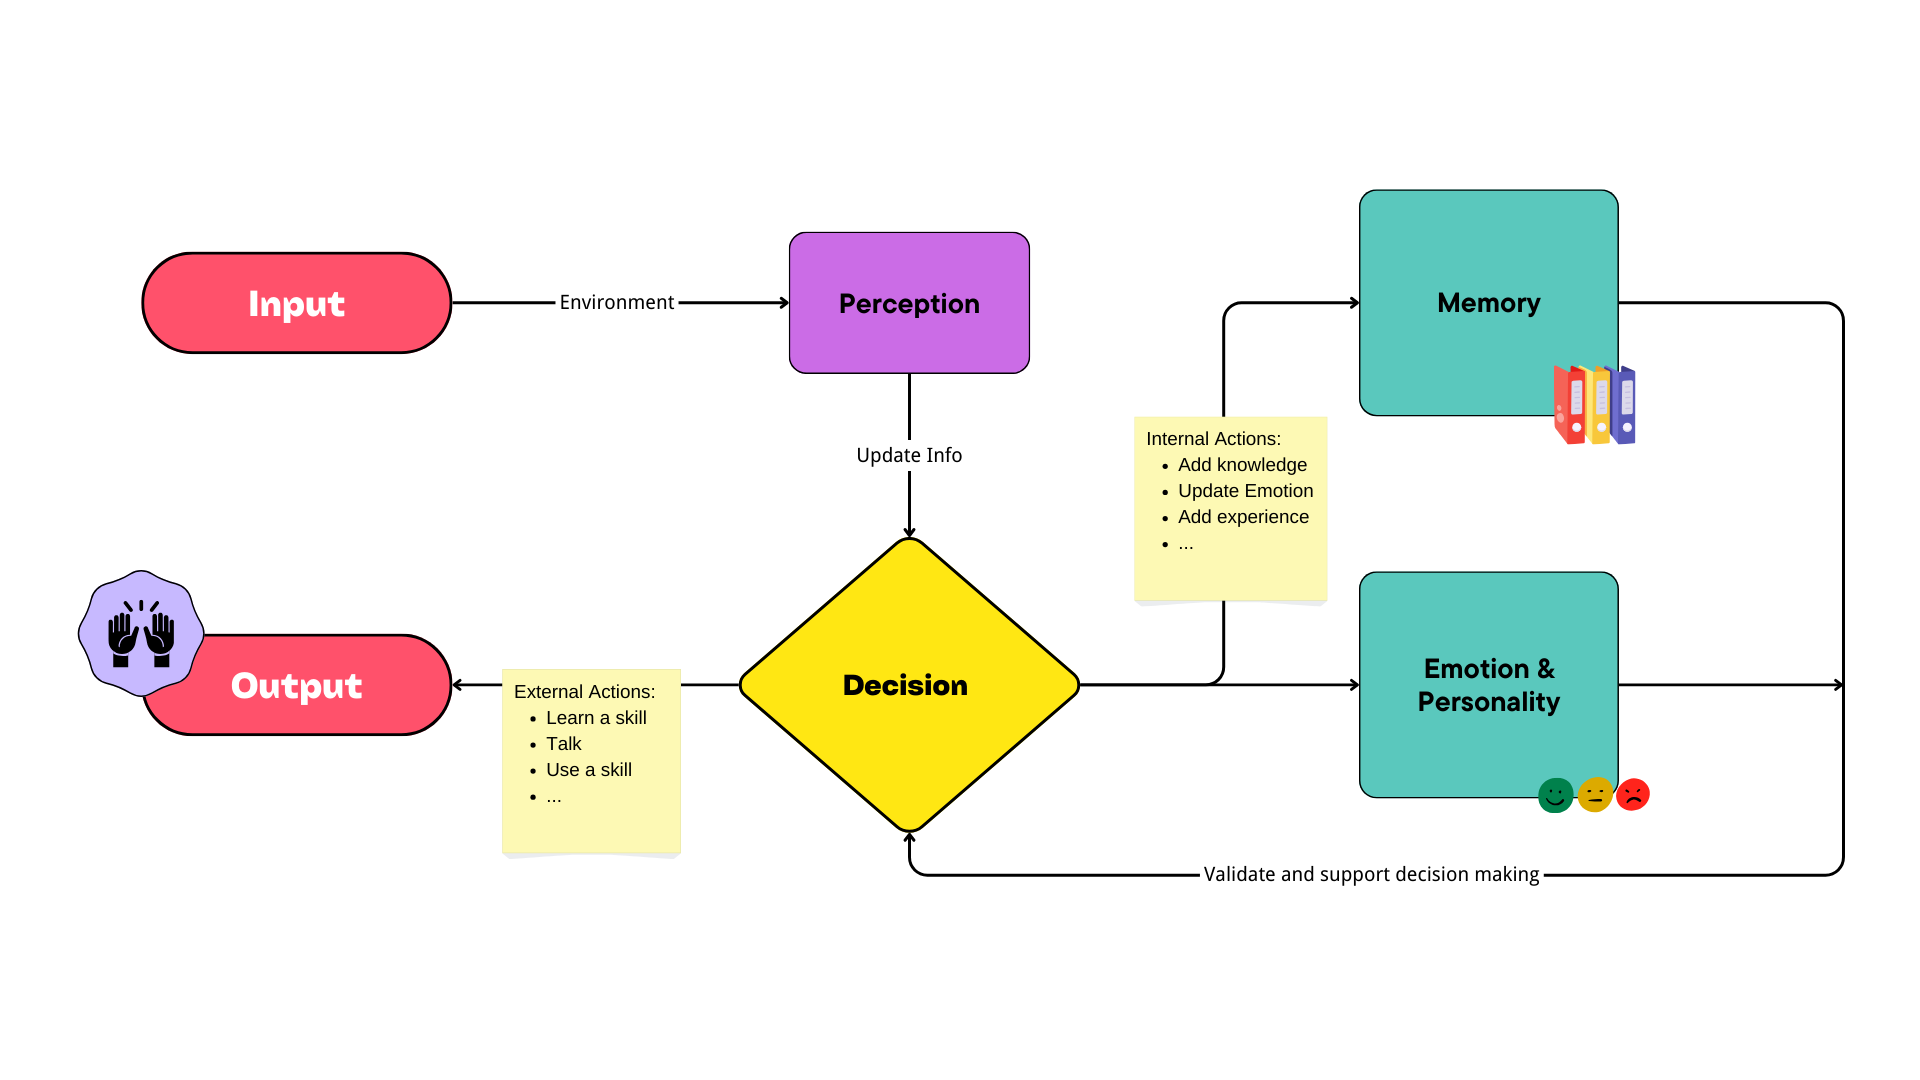 Input
Environment
Perception
Memory
Update Info
Internal Actions:
• Add knowledge
• Update Emotion
• Add experience
• ...
Output
External Actions:
• Learn a skill
• Talk
• Use a skill
• ...
Decision
Emotion &
Personality
Validate and support decision making